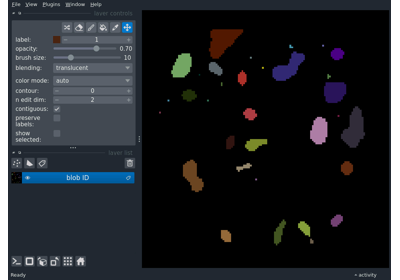 File View Plugins Window Help
layer controls
label: 1
opacity: 0.70
brush size: 10
blending: translucent
color mode: auto
contour: 0
n edit dim: 2
contiguous:
preserve
labels:
show
selected:
layer list
blob ID
Ready
activity